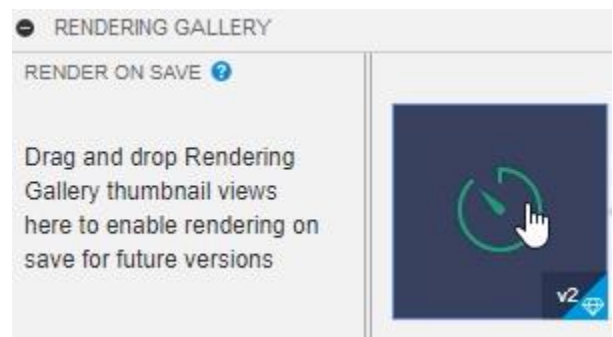 RENDERING GALLERY
RENDER ON SAVE ?
Drag and drop Rendering
Gallery thumbnail views
here to enable rendering on
save for future versions
v2